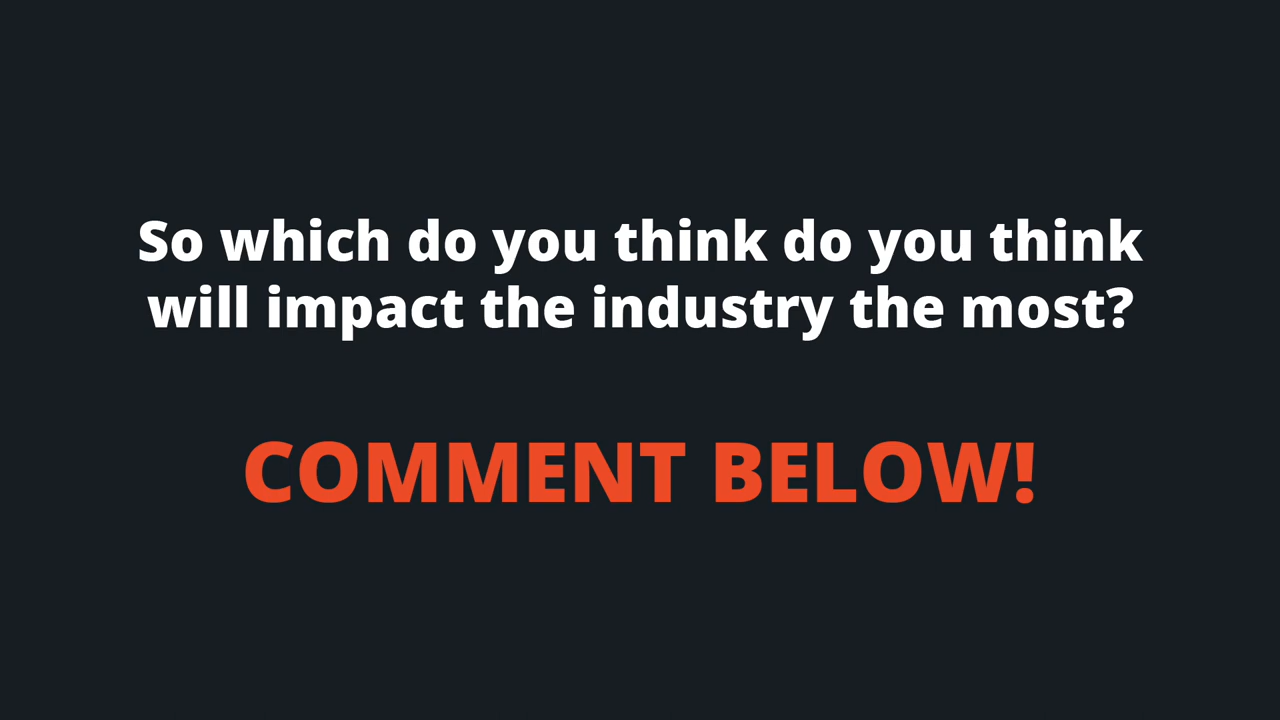 So which do you think do you think
will impact the industry the most?
COMMENT BELOW!